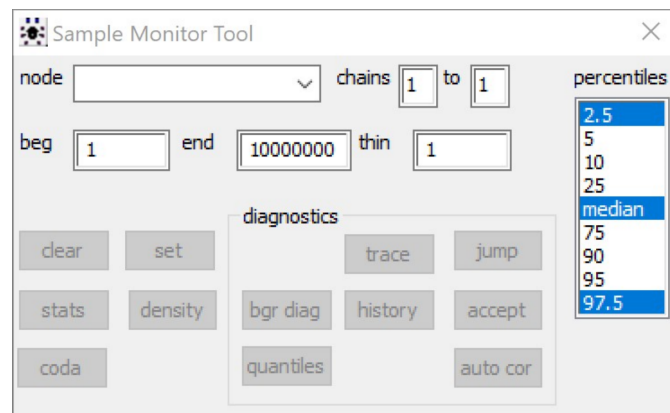 Sample Monitor Tool
node chains 1 to 1 percentiles
beg 1 end 10000000 thin 1
2.5
5
10
25
median
75
90
95
97.5
diagnostics
clear set trace jump
stats density bgr diag history accept
coda quantiles auto cor